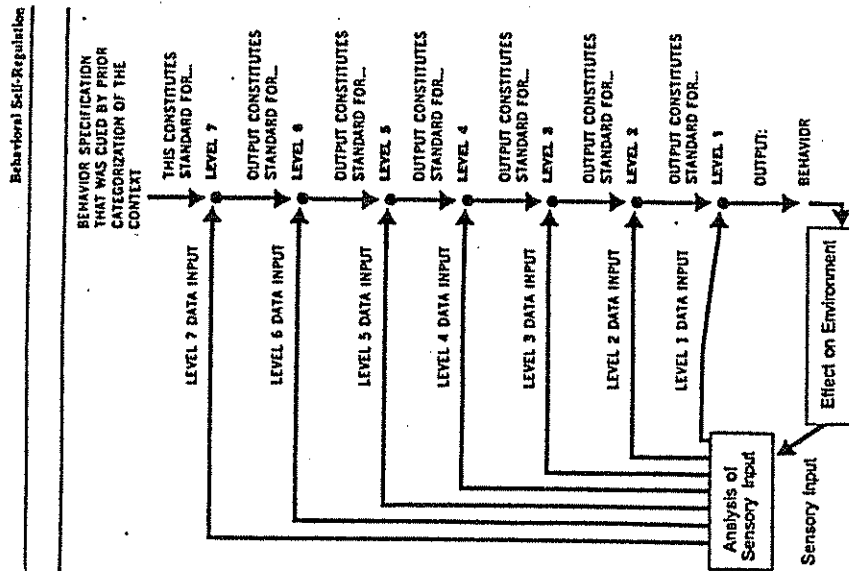 Behavioral Self-Regulation
BEHAVIOR SPECIFICATION
THAT WAS CUED BY PRIOR
CATEGORIZATION OF THE
CONTEXT
THIS CONSTITUTES
STANDARD FOR...
LEVEL 7 DATA INPUT
LEVEL 7
OUTPUT CONSTITUTES
STANDARD FOR...
LEVEL 6 DATA INPUT
LEVEL 6
OUTPUT CONSTITUTES
STANDARD FOR...
LEVEL 5 DATA INPUT
LEVEL 5
OUTPUT CONSTITUTES
STANDARD FOR...
LEVEL 4 DATA INPUT
LEVEL 4
OUTPUT CONSTITUTES
STANDARD FOR...
LEVEL 3 DATA INPUT
LEVEL 3
OUTPUT CONSTITUTES
STANDARD FOR...
LEVEL 2 DATA INPUT
LEVEL 2
OUTPUT CONSTITUTES
STANDARD FOR...
LEVEL 1 DATA INPUT
LEVEL 1
OUTPUT:
BEHAVIOR
Effect on Environment
Analysis of
Sensory Input
Sensory Input